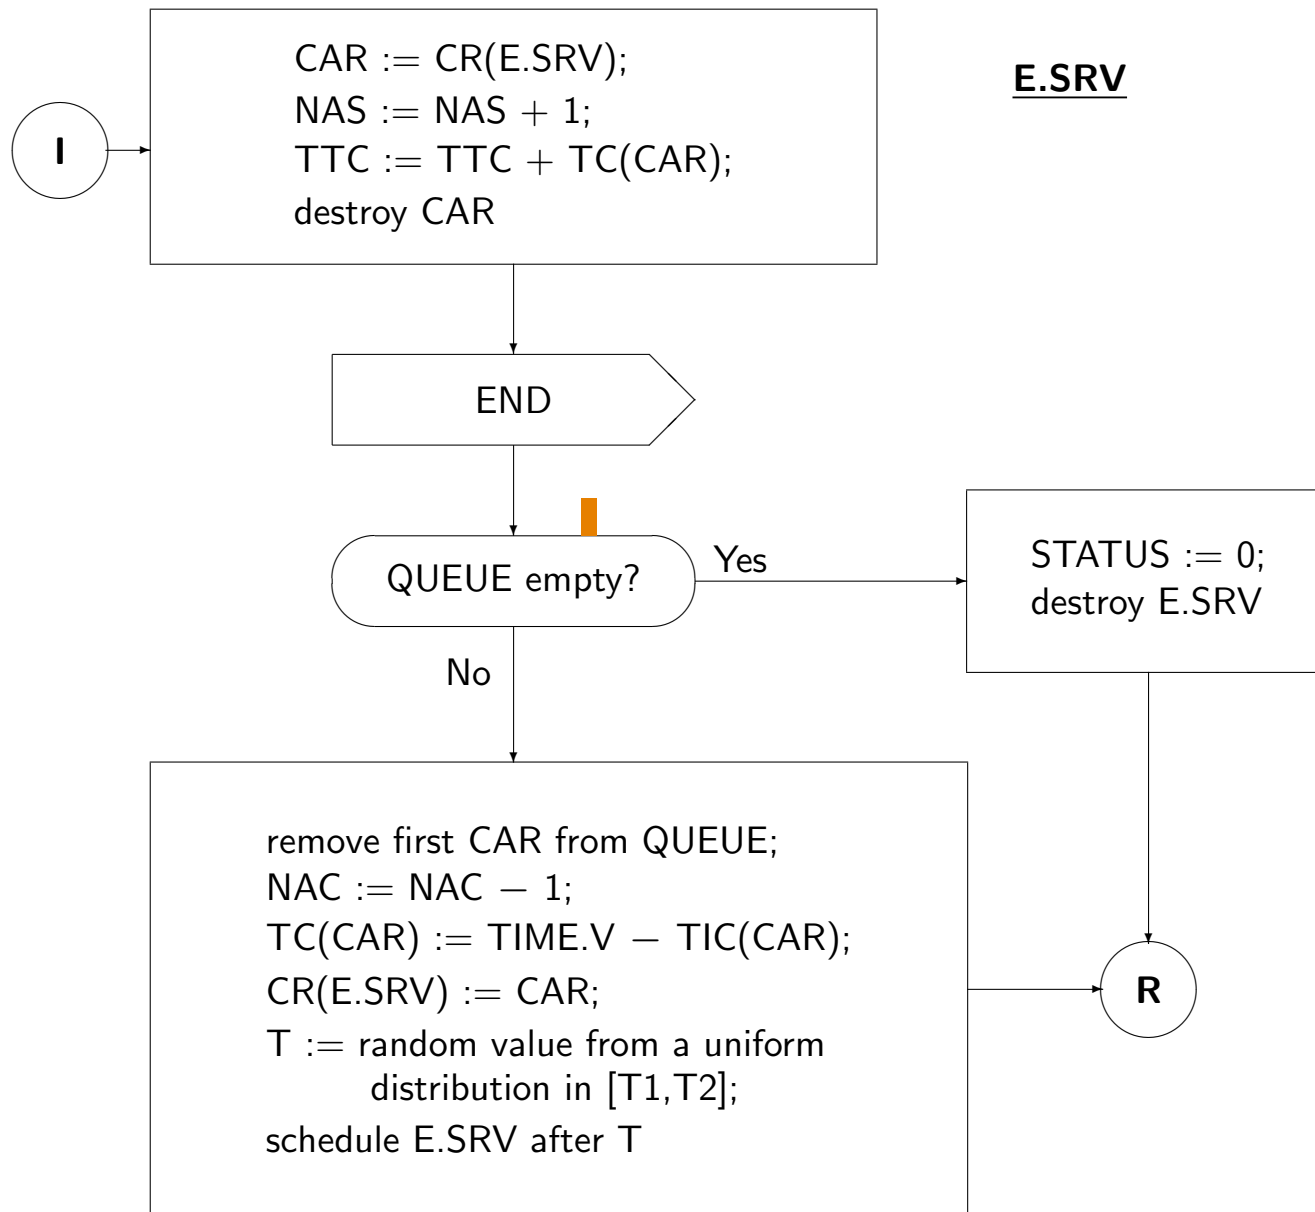 E.SRV
I
CAR := CR(E.SRV);
NAS := NAS + 1;
TTC := TTC + TC(CAR);
destroy CAR
END
QUEUE empty?
Yes
STATUS := 0;
destroy E.SRV
No
remove first CAR from QUEUE;
NAC := NAC − 1;
TC(CAR) := TIME.V − TIC(CAR);
CR(E.SRV) := CAR;
T := random value from a uniform
distribution in [T1,T2];
schedule E.SRV after T
R